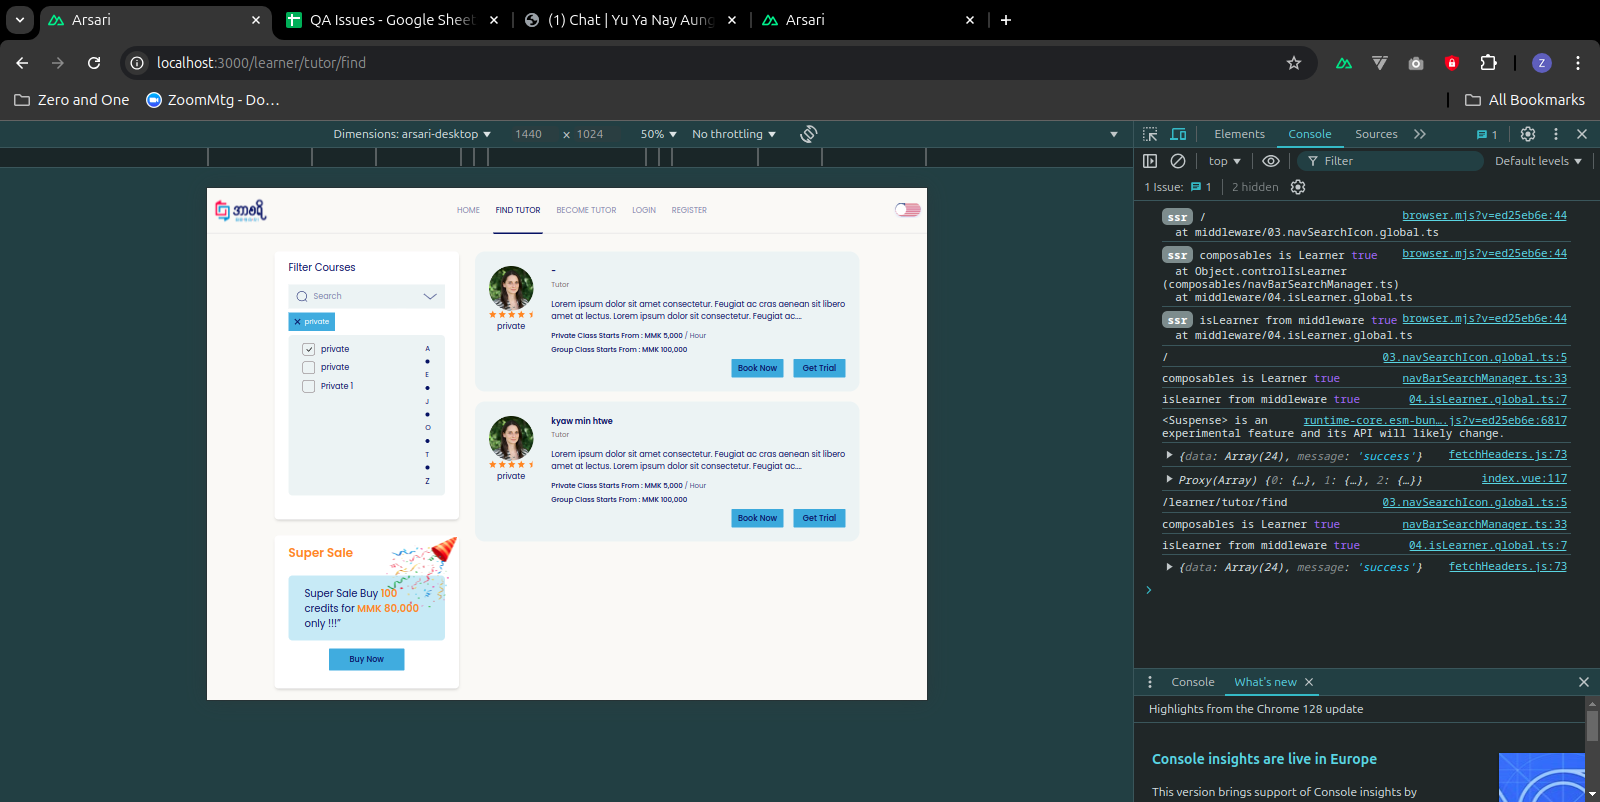 Arsari
QA Issues - Google Sheet
(1) Chat | Yu Ya Nay Aung
Arsari
localhost:3000/learner/tutor/find
Z
Zero and One
ZoomMtg - Do…
All Bookmarks
Dimensions: arsari-desktop
1440 x 1024
50%
No throttling
Elements
Console
Sources
1
top
Filter
Default levels
1 Issue: 1
2 hidden
အာစရိ
HOME
FIND TUTOR
BECOME TUTOR
LOGIN
REGISTER
Filter Courses
Search
× private
private
private
Private 1
A
E
J
O
T
Z
Super Sale
Super Sale Buy 100
credits for MMK 80,000
only !!!”
Buy Now
-
Tutor
Lorem ipsum dolor sit amet consectetur. Feugiat ac cras aenean sit libero
amet at lectus. Lorem ipsum dolor sit consectetur. Feugiat ac....
private
Private Class Starts From : MMK 5,000 / Hour
Group Class Starts From : MMK 100,000
Book Now
Get Trial
kyaw min htwe
Tutor
Lorem ipsum dolor sit amet consectetur. Feugiat ac cras aenean sit libero
amet at lectus. Lorem ipsum dolor sit consectetur. Feugiat ac....
private
Private Class Starts From : MMK 5,000 / Hour
Group Class Starts From : MMK 100,000
Book Now
Get Trial
ssr / browser.mjs?v=ed25eb6e:44
at middleware/03.navSearchIcon.global.ts
ssr composables is Learner true browser.mjs?v=ed25eb6e:44
at Object.controlIsLearner
(composables/navBarSearchManager.ts)
at middleware/04.isLearner.global.ts
ssr isLearner from middleware true browser.mjs?v=ed25eb6e:44
at middleware/04.isLearner.global.ts
/ 03.navSearchIcon.global.ts:5
composables is Learner true navBarSearchManager.ts:33
isLearner from middleware true 04.isLearner.global.ts:7
<Suspense> is an runtime-core.esm-bun….js?v=ed25eb6e:6817
experimental feature and its API will likely change.
{data: Array(24), message: 'success'} fetchHeaders.js:73
Proxy(Array) {0: {…}, 1: {…}, 2: {…}} index.vue:117
/learner/tutor/find 03.navSearchIcon.global.ts:5
composables is Learner true navBarSearchManager.ts:33
isLearner from middleware true 04.isLearner.global.ts:7
{data: Array(24), message: 'success'} fetchHeaders.js:73
Console
What's new
Highlights from the Chrome 128 update
Console insights are live in Europe
This version brings support of Console insights by